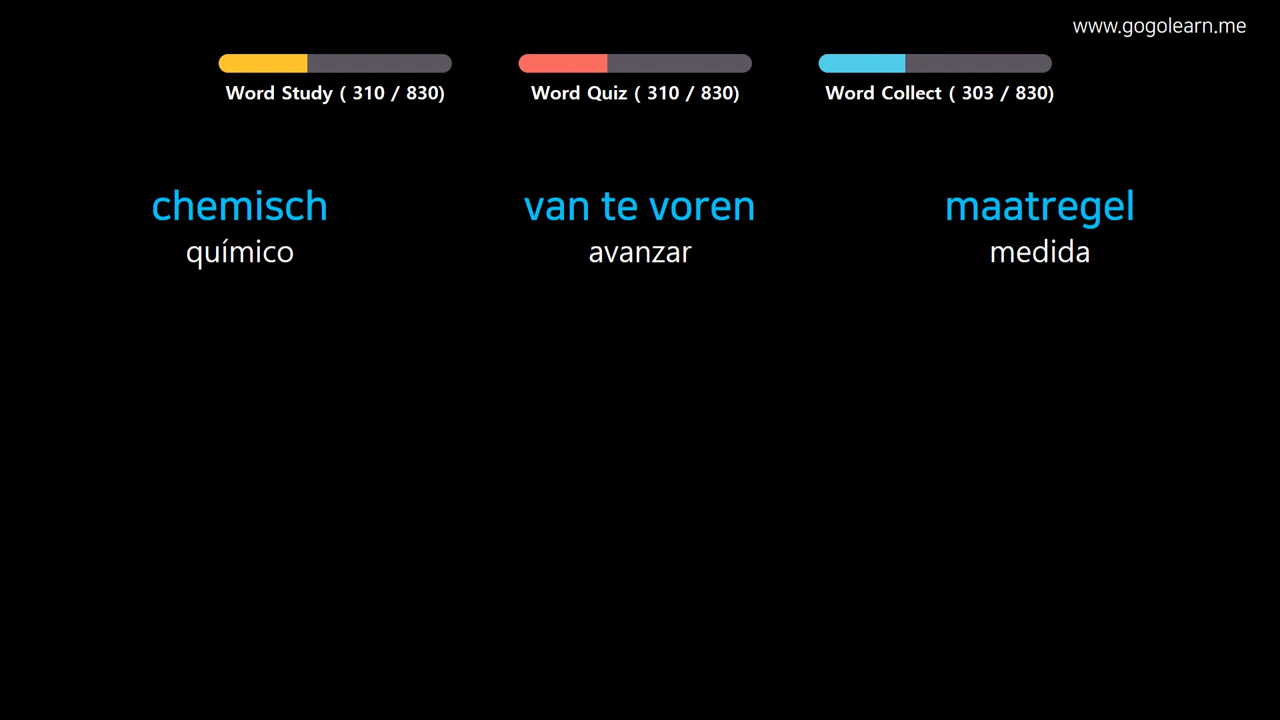 www.gogolearn.me
Word Study ( 310 / 830)
Word Quiz ( 310 / 830)
Word Collect ( 303 / 830)
chemisch
químico
van te voren
avanzar
maatregel
medida